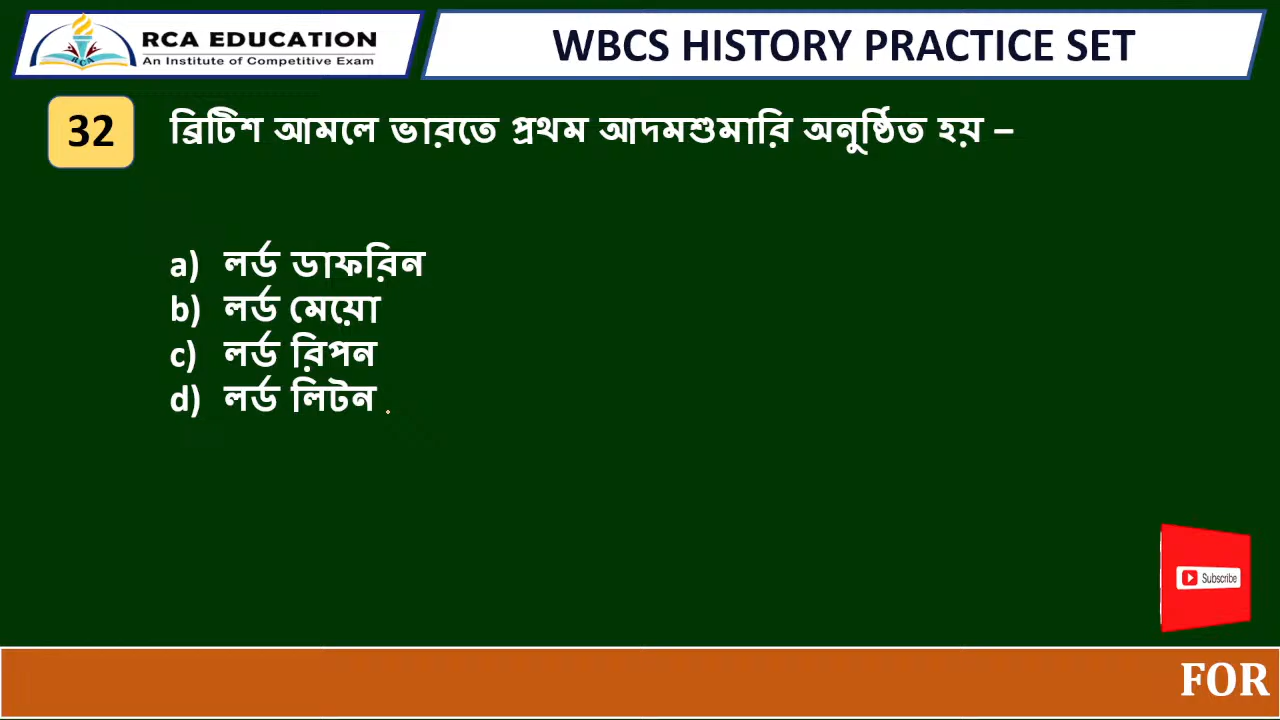 RCA EDUCATION
An Institute of Competitive Exam
RCA
WBCS HISTORY PRACTICE SET
32 ব্রিটিশ আমলে ভারতে প্রথম আদমশুমারি অনুষ্ঠিত হয় –
a) লর্ড ডাফরিন
b) লর্ড মেয়ো
c) লর্ড রিপন
d) লর্ড লিটন .
Subscribe
FOR